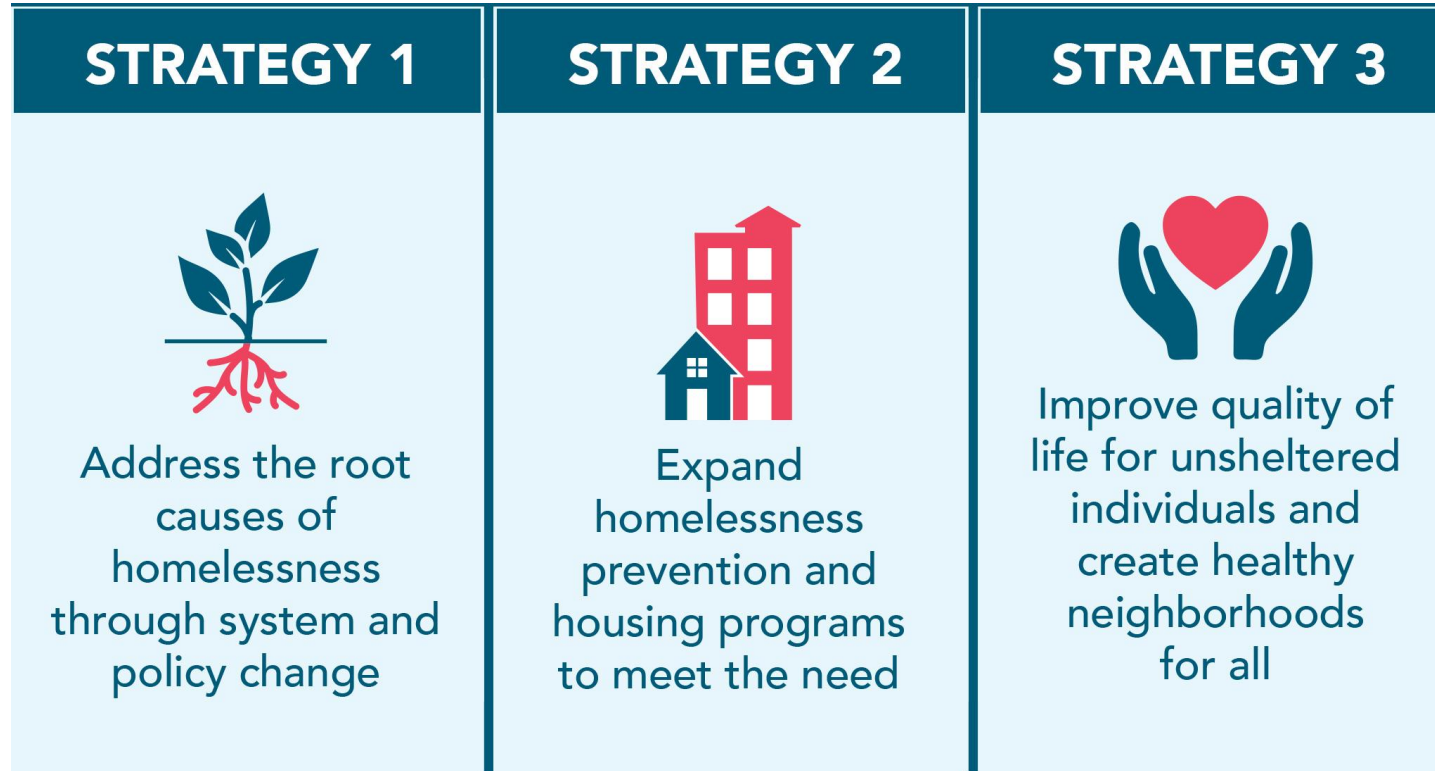 STRATEGY 1
Address the root
causes of
homelessness
through system and
policy change
STRATEGY 2
Expand
homelessness
prevention and
housing programs
to meet the need
STRATEGY 3
Improve quality of
life for unsheltered
individuals and
create healthy
neighborhoods
for all